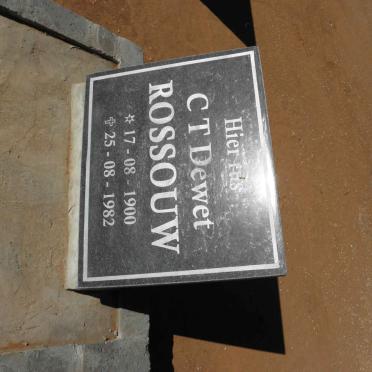 Hier rus
C T Dewet
ROSSOUW
✲ 17 - 08 - 1900
✞ 25 - 08 - 1982